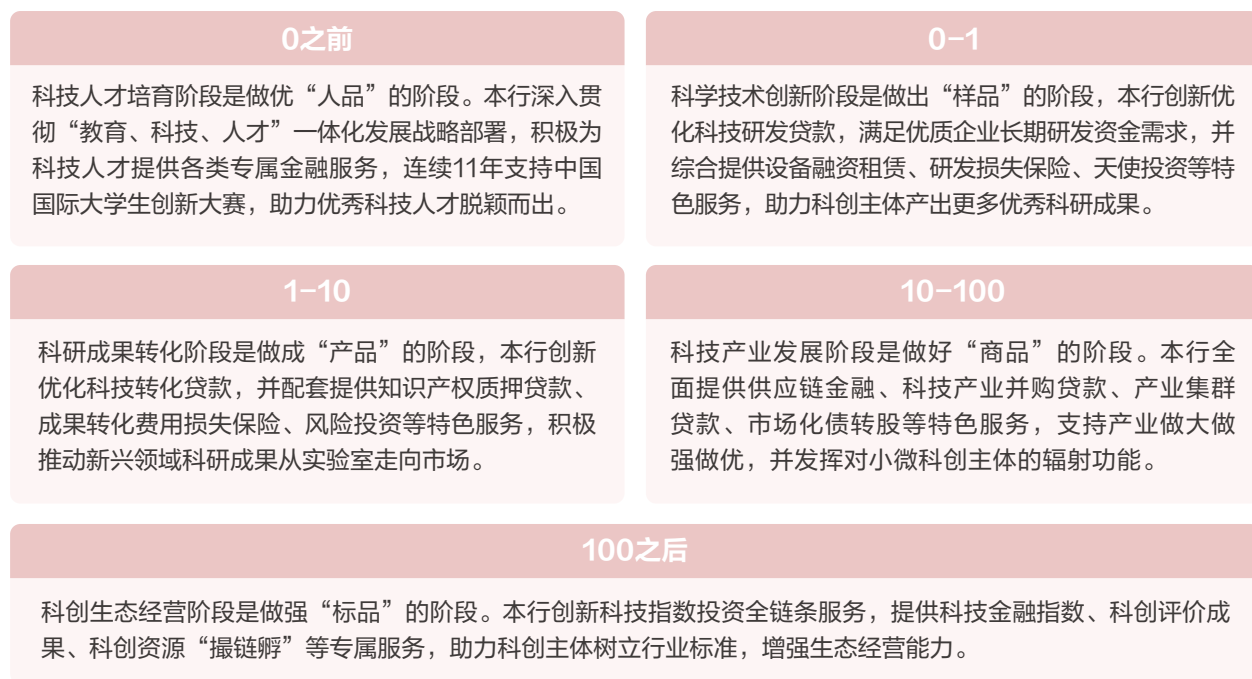 0之前
科技人才培育阶段是做优“人品”的阶段。本行深入贯
彻“教育、科技、人才”一体化发展战略部署，积极为
科技人才提供各类专属金融服务，连续11年支持中国
国际大学生创新大赛，助力优秀科技人才脱颖而出。
0-1
科学技术创新阶段是做出“样品”的阶段，本行创新优
化科技研发贷款，满足优质企业长期研发资金需求，并
综合提供设备融资租赁、研发损失保险、天使投资等特
色服务，助力科创主体产出更多优秀科研成果。
1-10
科研成果转化阶段是做成“产品”的阶段，本行创新
优化科技转化贷款，并配套提供知识产权质押贷款、
成果转化费用损失保险、风险投资等特色服务，积极
推动新兴领域科研成果从实验室走向市场。
10-100
科技产业发展阶段是做好“商品”的阶段。本行全
面提供供应链金融、科技产业并购贷款、产业集群
贷款、市场化债转股等特色服务，支持产业做大做
强做优，并发挥对小微科创主体的辐射功能。
100之后
科创生态经营阶段是做强“标品”的阶段。本行创新科技指数投资全链条服务，提供科技金融指数、科创评价成
果、科创资源“撮链孵”等专属服务，助力科创主体树立行业标准，增强生态经营能力。